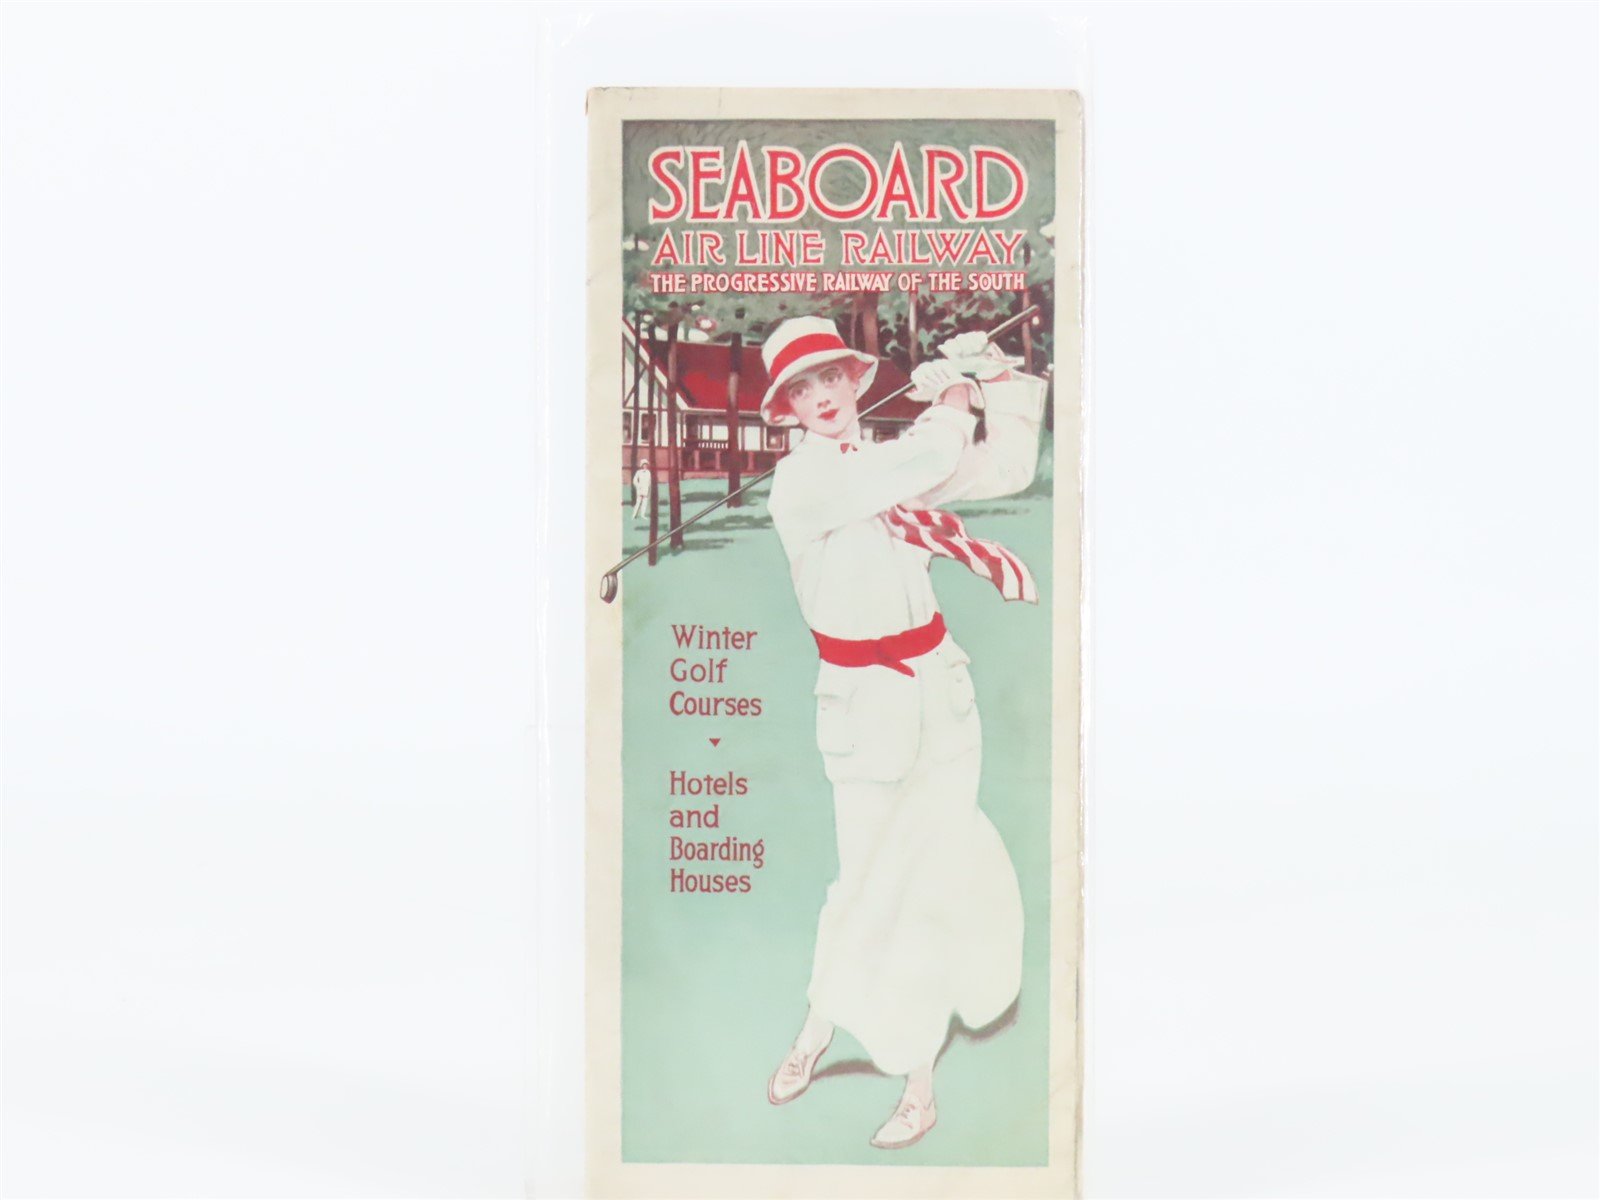 SEABOARD
AIR LINE RAILWAY
THE PROGRESSIVE RAILWAY OF THE SOUTH
Winter
Golf
Courses
Hotels
and
Boarding
Houses